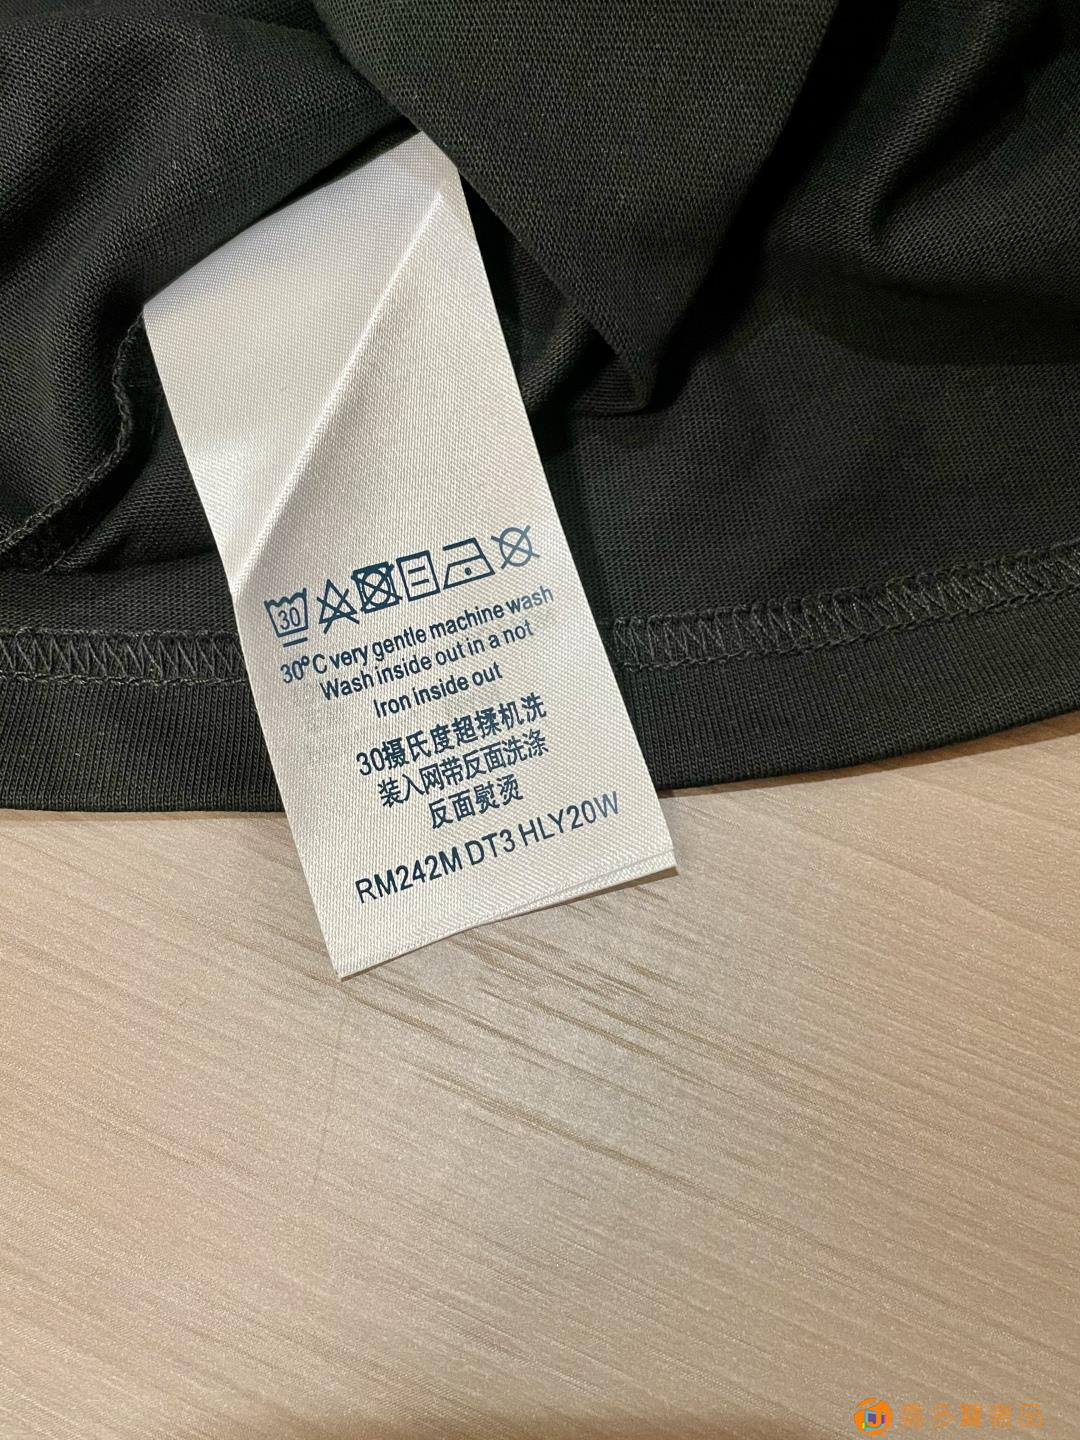 30
30°C very gentle machine wash
Wash inside out in a not
Iron inside out
30摄氏度超揉机洗
装入网带反面洗涤
反面熨烫
RM242M DT3 HLY20W